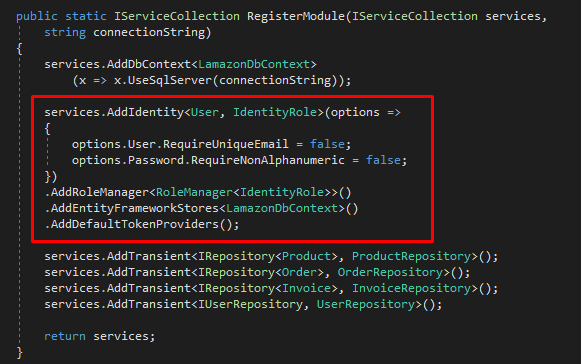 public static IServiceCollection RegisterModule(IServiceCollection services,
string connectionString)
{
services.AddDbContext<LamazonDbContext>
(x => x.UseSqlServer(connectionString));
services.AddIdentity<User, IdentityRole>(options =>
{
options.User.RequireUniqueEmail = false;
options.Password.RequireNonAlphanumeric = false;
})
.AddRoleManager<RoleManager<IdentityRole>>()
.AddEntityFrameworkStores<LamazonDbContext>()
.AddDefaultTokenProviders();
services.AddTransient<IRepository<Product>, ProductRepository>();
services.AddTransient<IRepository<Order>, OrderRepository>();
services.AddTransient<IRepository<Invoice>, InvoiceRepository>();
services.AddTransient<IUserRepository, UserRepository>();
return services;
}